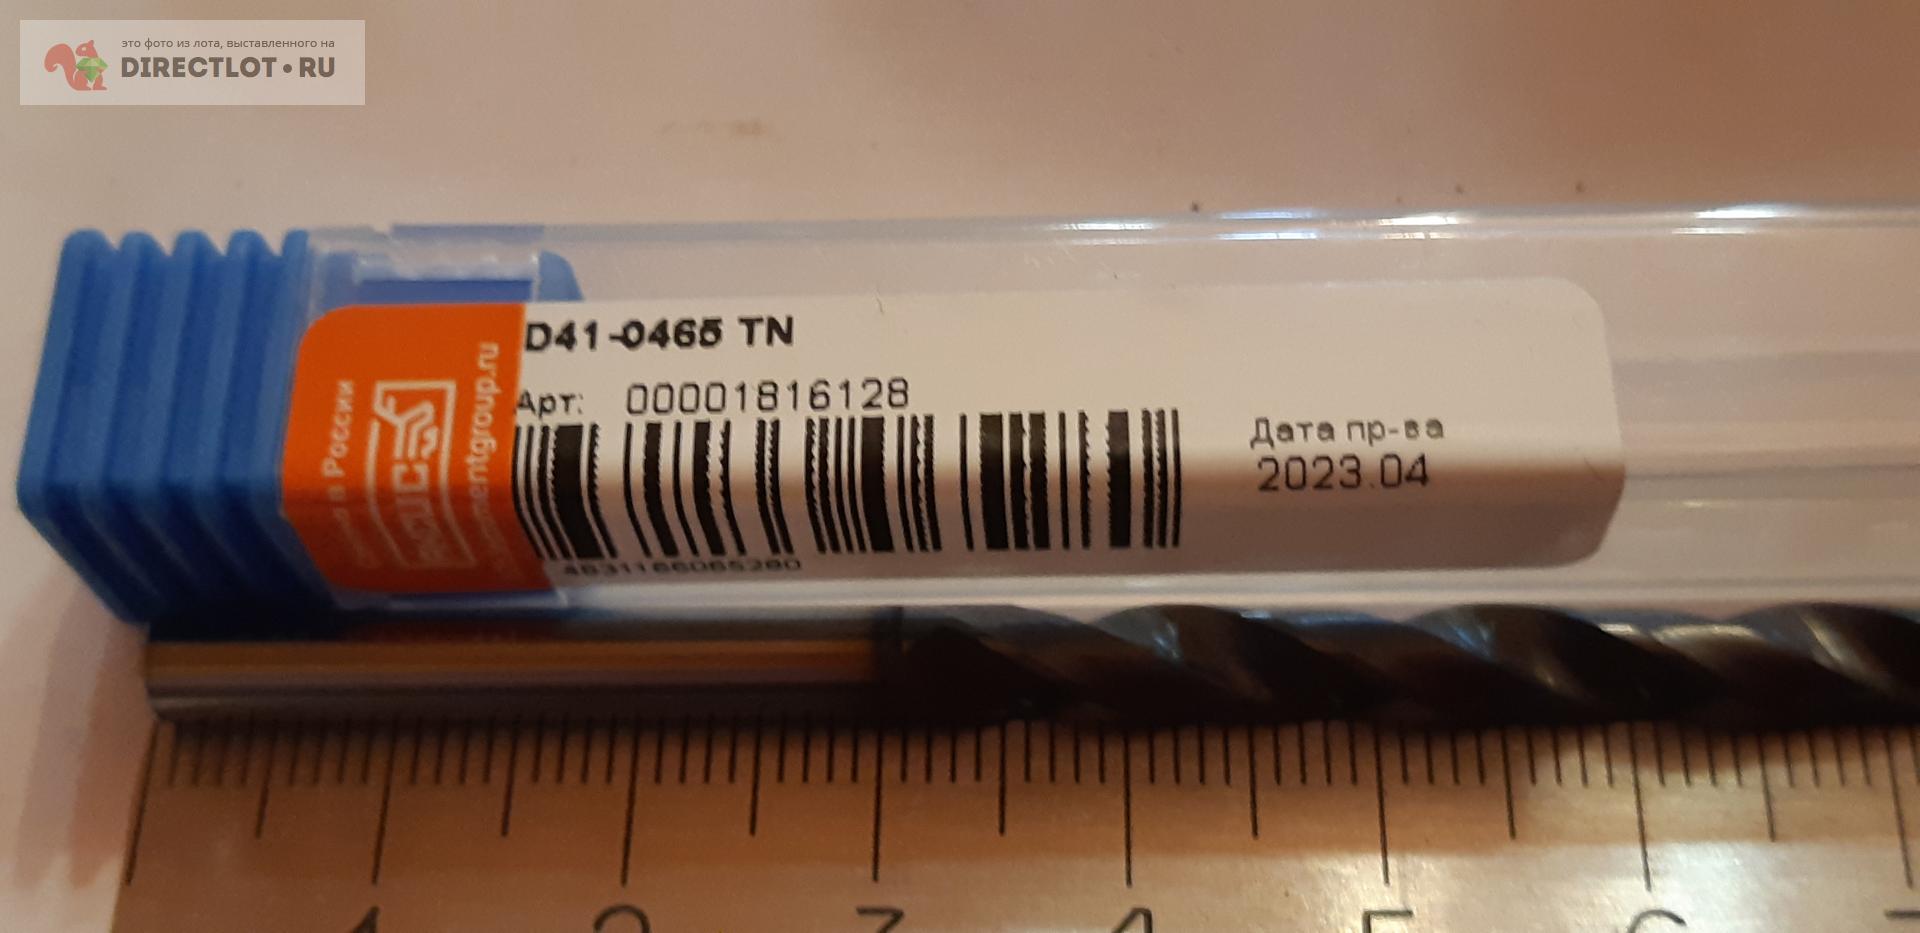 это фото из лота, выставленного на
DIRECTLOT•RU
D41-0465 TN
Арт: 00001816128
Дата пр-ва
2023.04
4631166065280
в России
mentgroup.ru
1 2 3 4 5 6 7